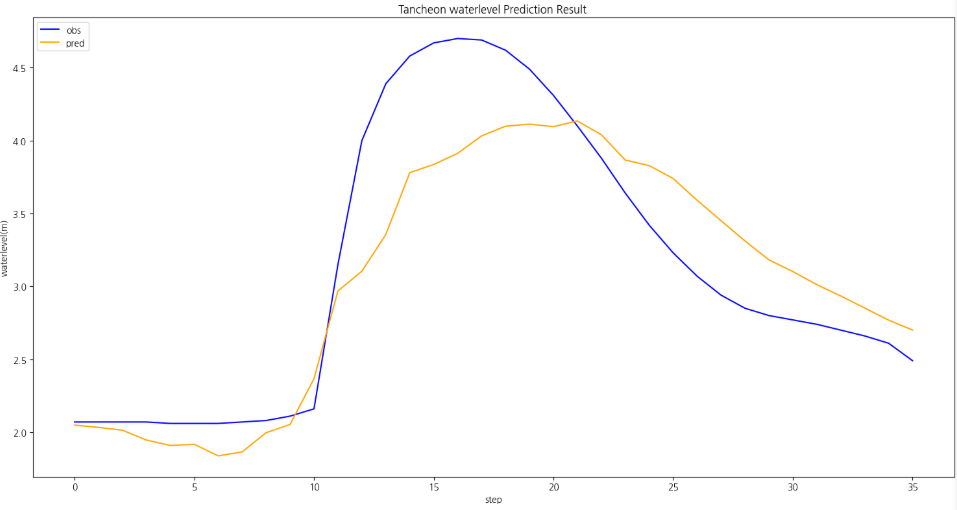 Tancheon waterlevel Prediction Result
obs
pred
4.5
4.0
3.5
3.0
2.5
2.0
waterlevel(m)
0 5 10 15 20 25 30 35
step